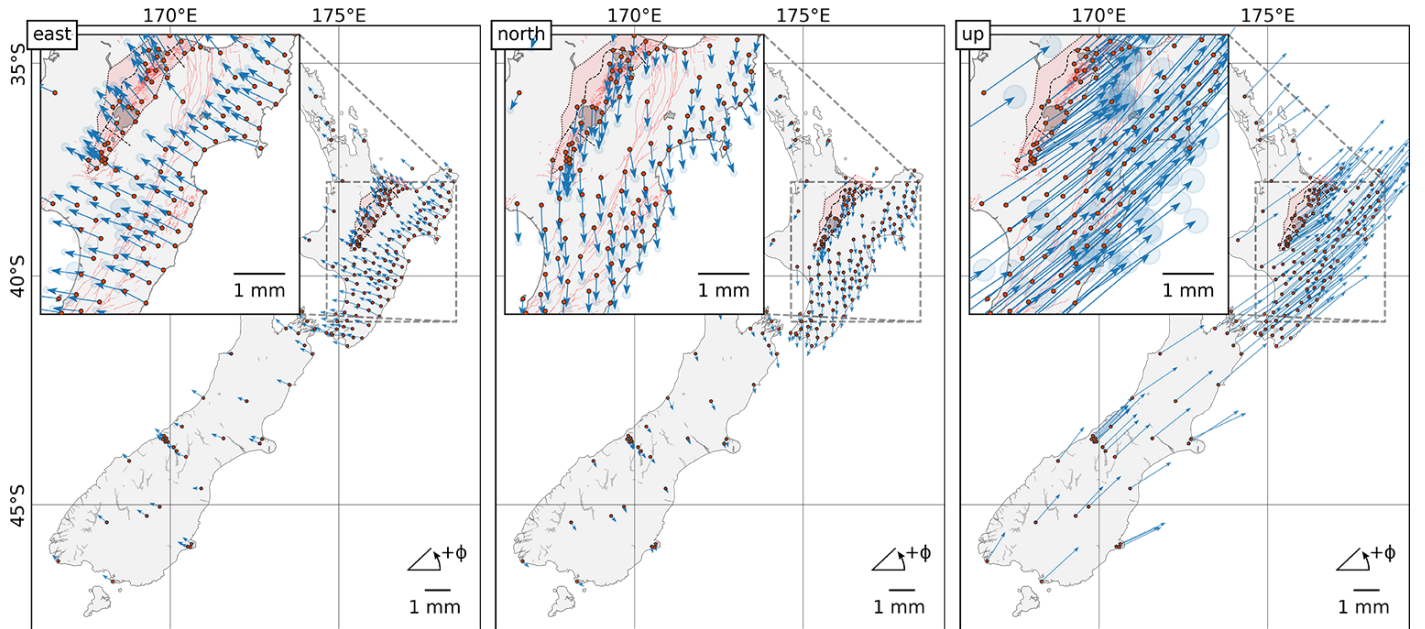 170°E 175°E 170°E 175°E 170°E 175°E
east north up
35°S
1 mm 1 mm 1 mm
40°S
45°S
+ϕ +ϕ +ϕ
1 mm 1 mm 1 mm